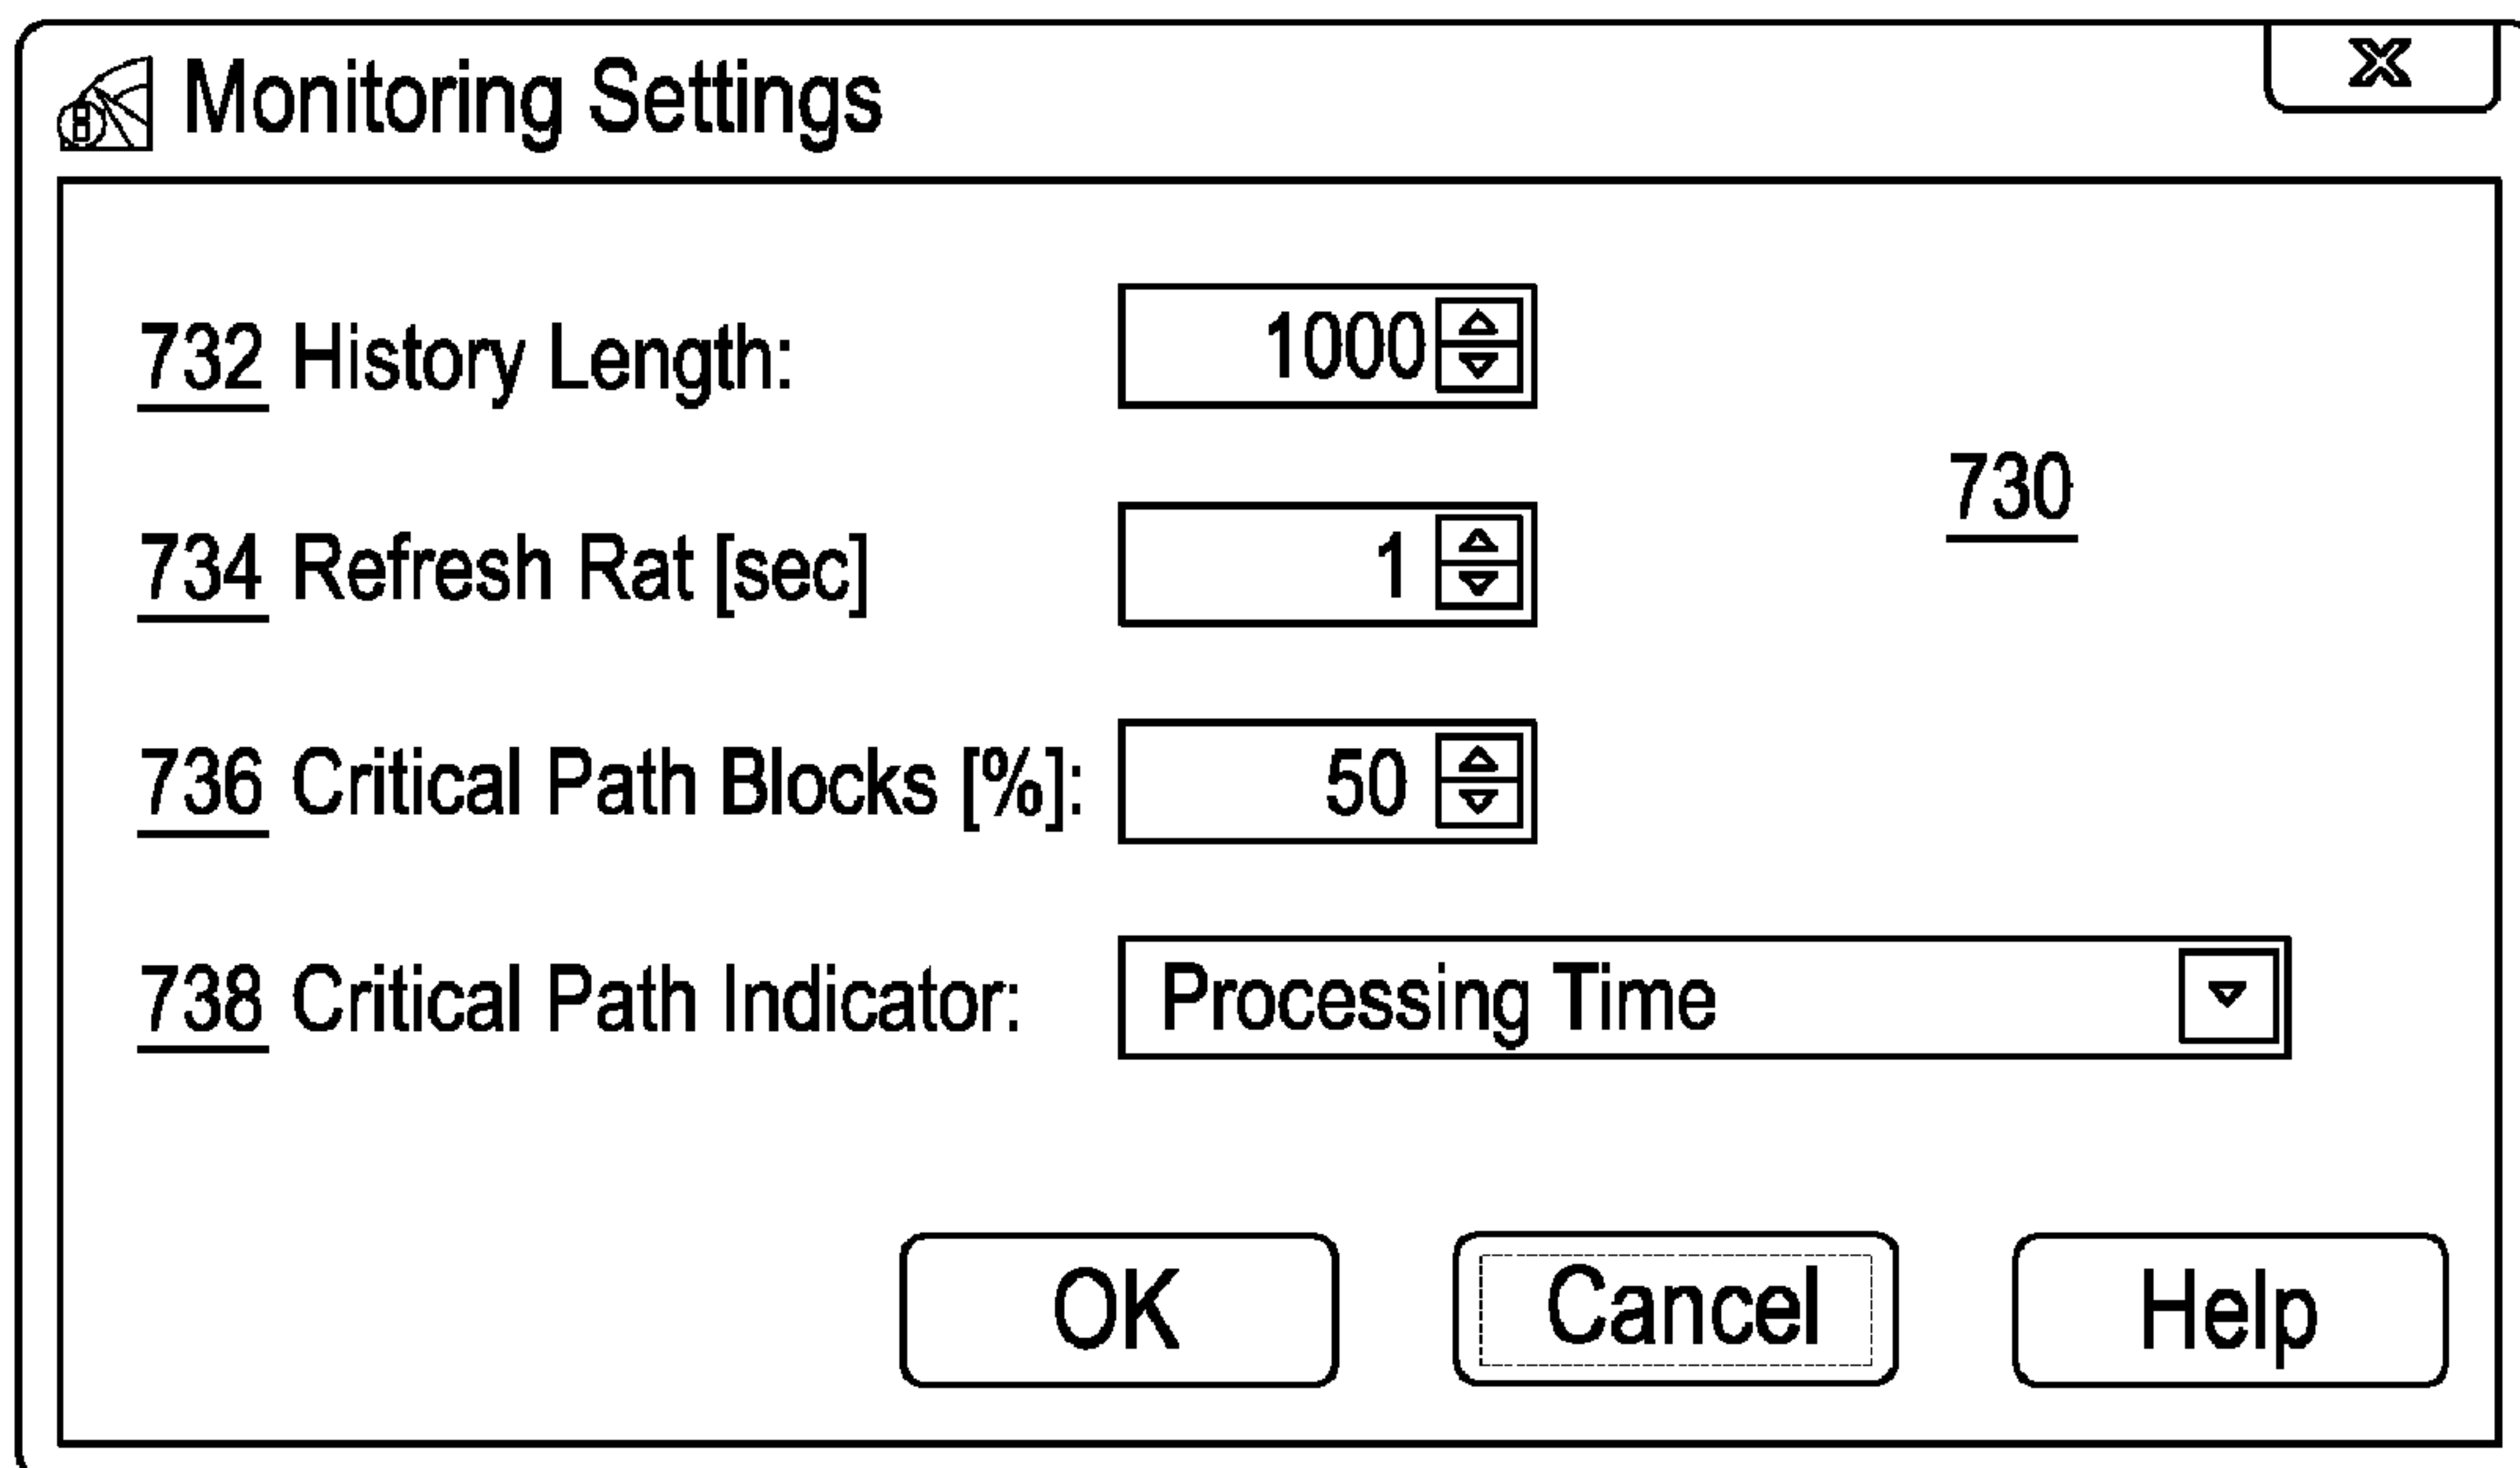 Monitoring Settings X
732 History Length: 1000
730
734 Refresh Rat [sec] 1
736 Critical Path Blocks [%]: 50
738 Critical Path Indicator: Processing Time
OK Cancel Help